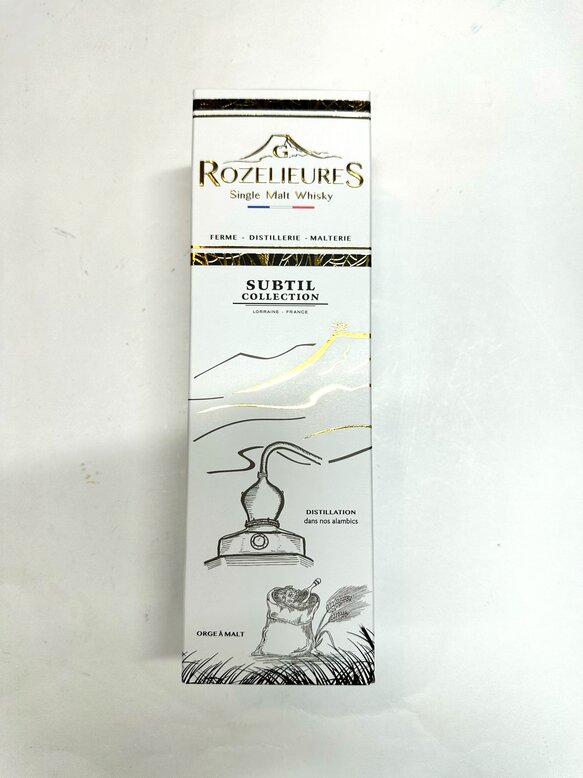 G
ROZELIEURES
Single Malt Whisky
FERME - DISTILLERIE - MALTERIE
SUBTIL
COLLECTION
LORRAINE - FRANCE
DISTILLATION
dans nos alambics
ORGE À MALT